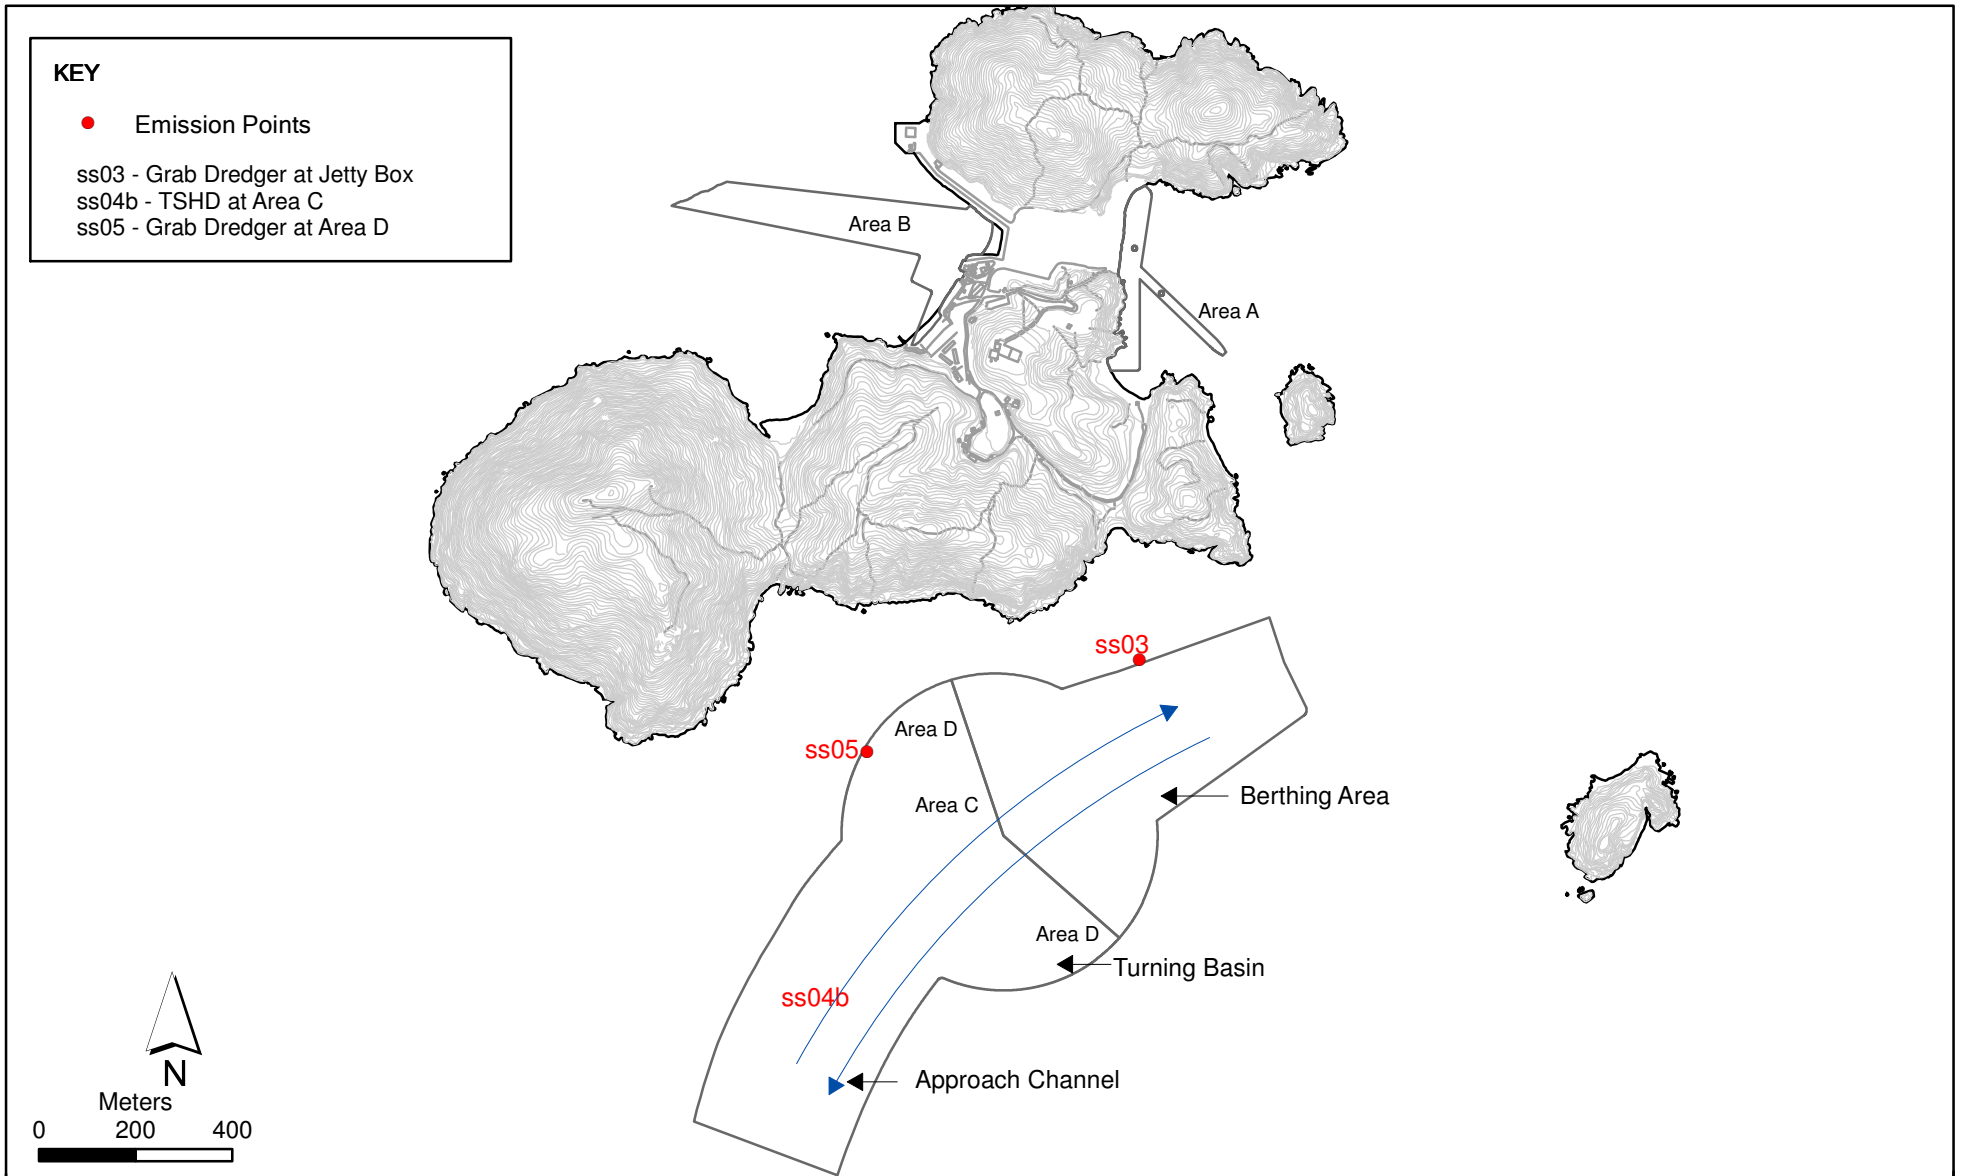 KEY
Emission Points
ss03 - Grab Dredger at Jetty Box
ss04b - TSHD at Area C
ss05 - Grab Dredger at Area D
Area B
Area A
ss03
Area D
ss05
Area C
Berthing Area
Area D
Turning Basin
ss04b
Approach Channel
N
Meters
0 200 400